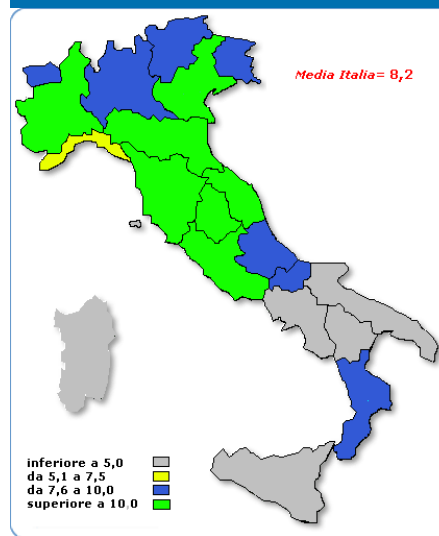 Media Italia= 8,2
inferiore a 5,0
da 5,1 a 7,5
da 7,6 a 10,0
superiore a 10,0